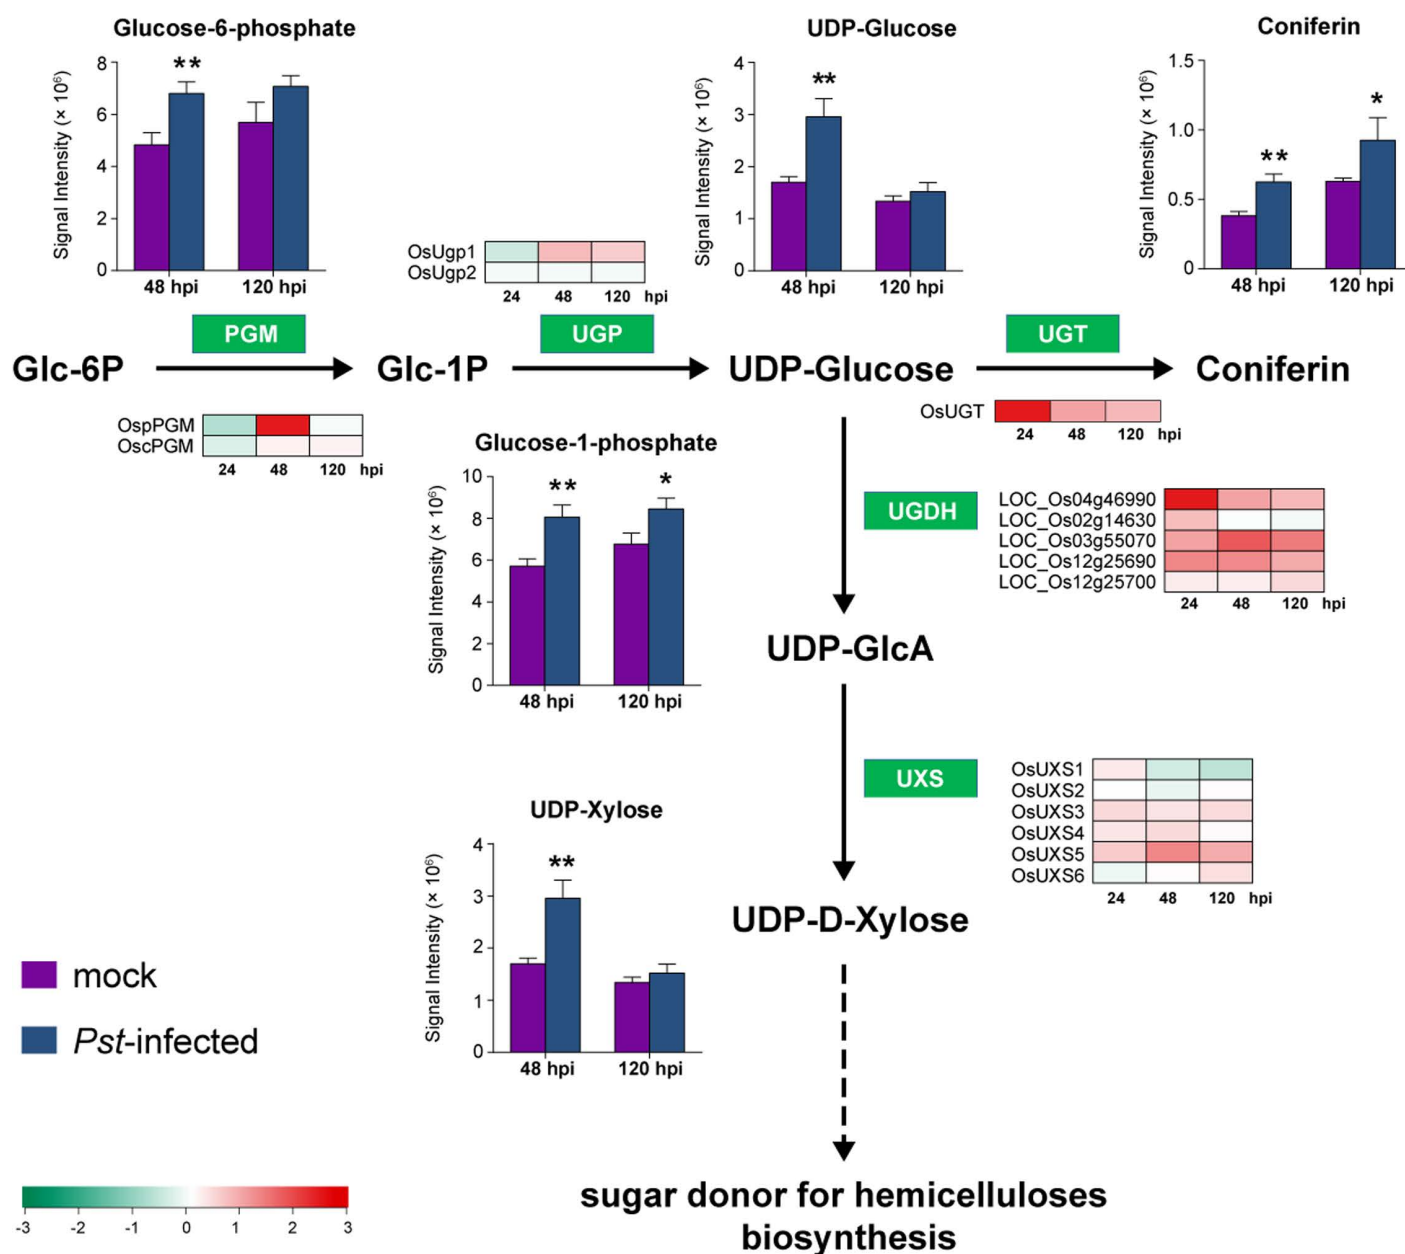 Glucose-6-phosphate
Signal Intensity (× 10⁶)
8
6
4
2
0
**
48 hpi
120 hpi
UDP-Glucose
Signal Intensity (× 10⁶)
4
3
2
1
0
**
48 hpi
120 hpi
Coniferin
Signal Intensity (× 10⁶)
1.5
1.0
0.5
0
**
*
48 hpi
120 hpi
OsUgp1
OsUgp2
24 48 120 hpi
PGM
UGP
UGT
Glc-6P
Glc-1P
UDP-Glucose
Coniferin
OspPGM
OscPGM
24 48 120 hpi
OsUGT
24 48 120 hpi
Glucose-1-phosphate
Signal Intensity (× 10⁶)
10
8
6
4
2
0
**
*
48 hpi
120 hpi
UGDH
LOC_Os04g46990
LOC_Os02g14630
LOC_Os03g55070
LOC_Os12g25690
LOC_Os12g25700
24 48 120 hpi
UDP-GlcA
UXS
OsUXS1
OsUXS2
OsUXS3
OsUXS4
OsUXS5
OsUXS6
24 48 120 hpi
UDP-Xylose
Signal Intensity (× 10⁶)
4
3
2
1
0
**
48 hpi
120 hpi
UDP-D-Xylose
mock
Pst-infected
sugar donor for hemicelluloses
biosynthesis
-3 -2 -1 0 1 2 3